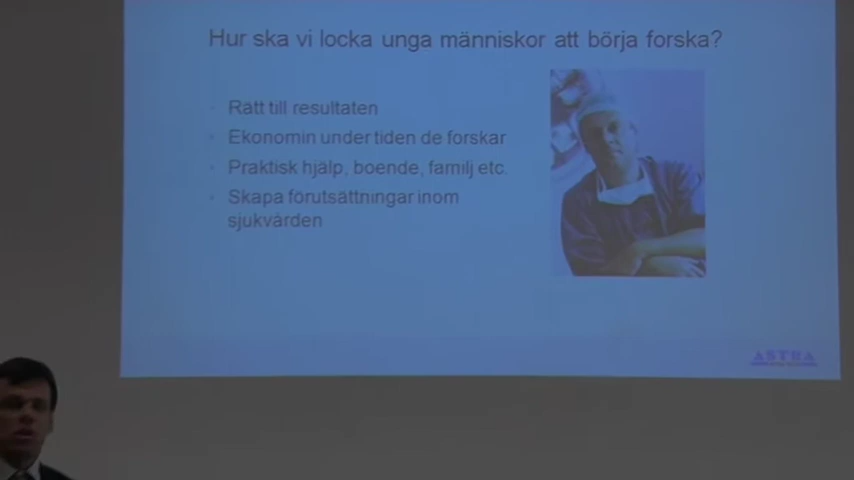 Hur ska vi locka unga människor att börja forska?
Rätt till resultaten
Ekonomin under tiden de forskar
Praktisk hjälp, boende, familj etc.
Skapa förutsättningar inom
sjukvården
ASTRA